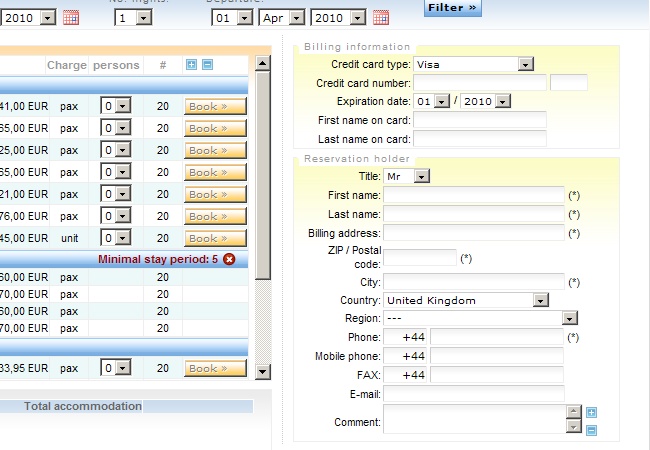 No. nights: Departure:
2010 1 01 Apr 2010 Filter »
Charge persons #
41,00 EUR pax 0 20 Book »
65,00 EUR pax 0 20 Book »
25,00 EUR pax 0 20 Book »
65,00 EUR pax 0 20 Book »
21,00 EUR pax 0 20 Book »
76,00 EUR pax 0 20 Book »
45,00 EUR unit 0 20 Book »
Minimal stay period: 5
60,00 EUR pax 20
70,00 EUR pax 20
60,00 EUR pax 20
70,00 EUR pax 20
33,95 EUR pax 0 20 Book »
Total accommodation
Billing information
Credit card type: Visa
Credit card number:
Expiration date: 01 / 2010
First name on card:
Last name on card:
Reservation holder
Title: Mr
First name: (*)
Last name: (*)
Billing address: (*)
ZIP / Postal
code: (*)
City: (*)
Country: United Kingdom
Region: ---
Phone: +44 (*)
Mobile phone: +44
FAX: +44
E-mail:
Comment: